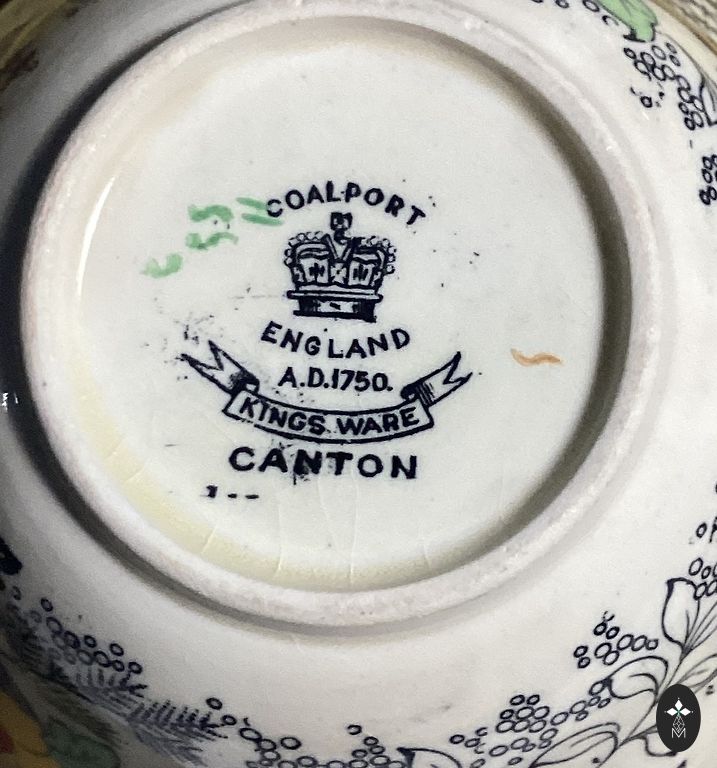 COALPORT
ENGLAND
A.D.1750.
KINGS WARE
CANTON
M